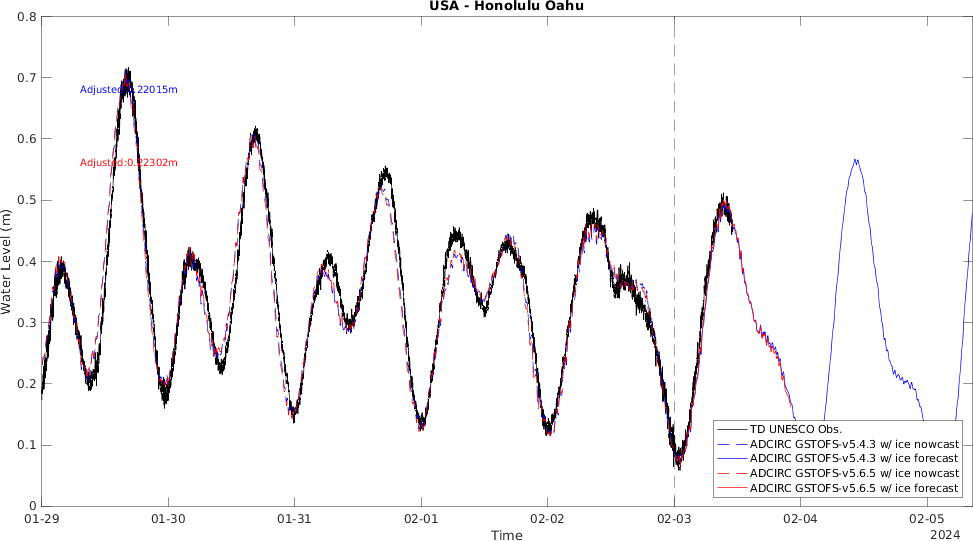 USA - Honolulu Oahu
0.8
0.7
0.6
0.5
0.4
0.3
0.2
0.1
0
Water Level (m)
Adjusted:0.22015m
Adjusted:0.22302m
TD UNESCO Obs.
ADCIRC GSTOFS-v5.4.3 w/ ice nowcast
ADCIRC GSTOFS-v5.4.3 w/ ice forecast
ADCIRC GSTOFS-v5.6.5 w/ ice nowcast
ADCIRC GSTOFS-v5.6.5 w/ ice forecast
01-29 01-30 01-31 02-01 02-02 02-03 02-04 02-05
Time
2024